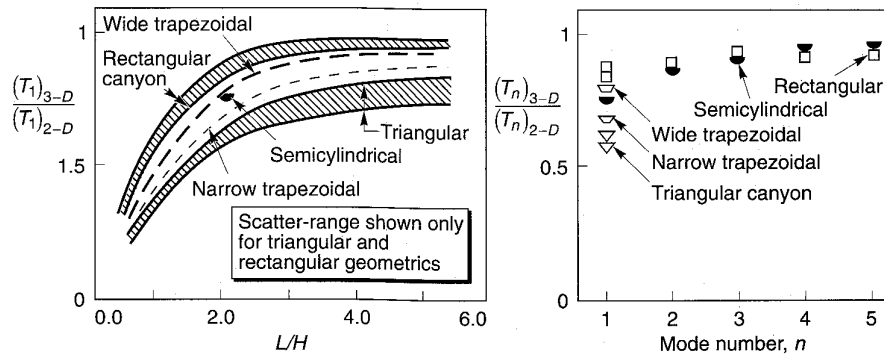 1
Wide trapezoidal
Rectangular
canyon
(T1)3–D
(T1)2–D
1.5
Triangular
Semicylindrical
Narrow trapezoidal
Scatter-range shown only
for triangular and
rectangular geometrics
0
0.0
2.0
4.0
6.0
L/H
1
(Tn)3–D
(Tn)2–D
Rectangular
Semicylindrical
Wide trapezoidal
0.5
Narrow trapezoidal
Triangular canyon
0
1
2
3
4
5
Mode number, n